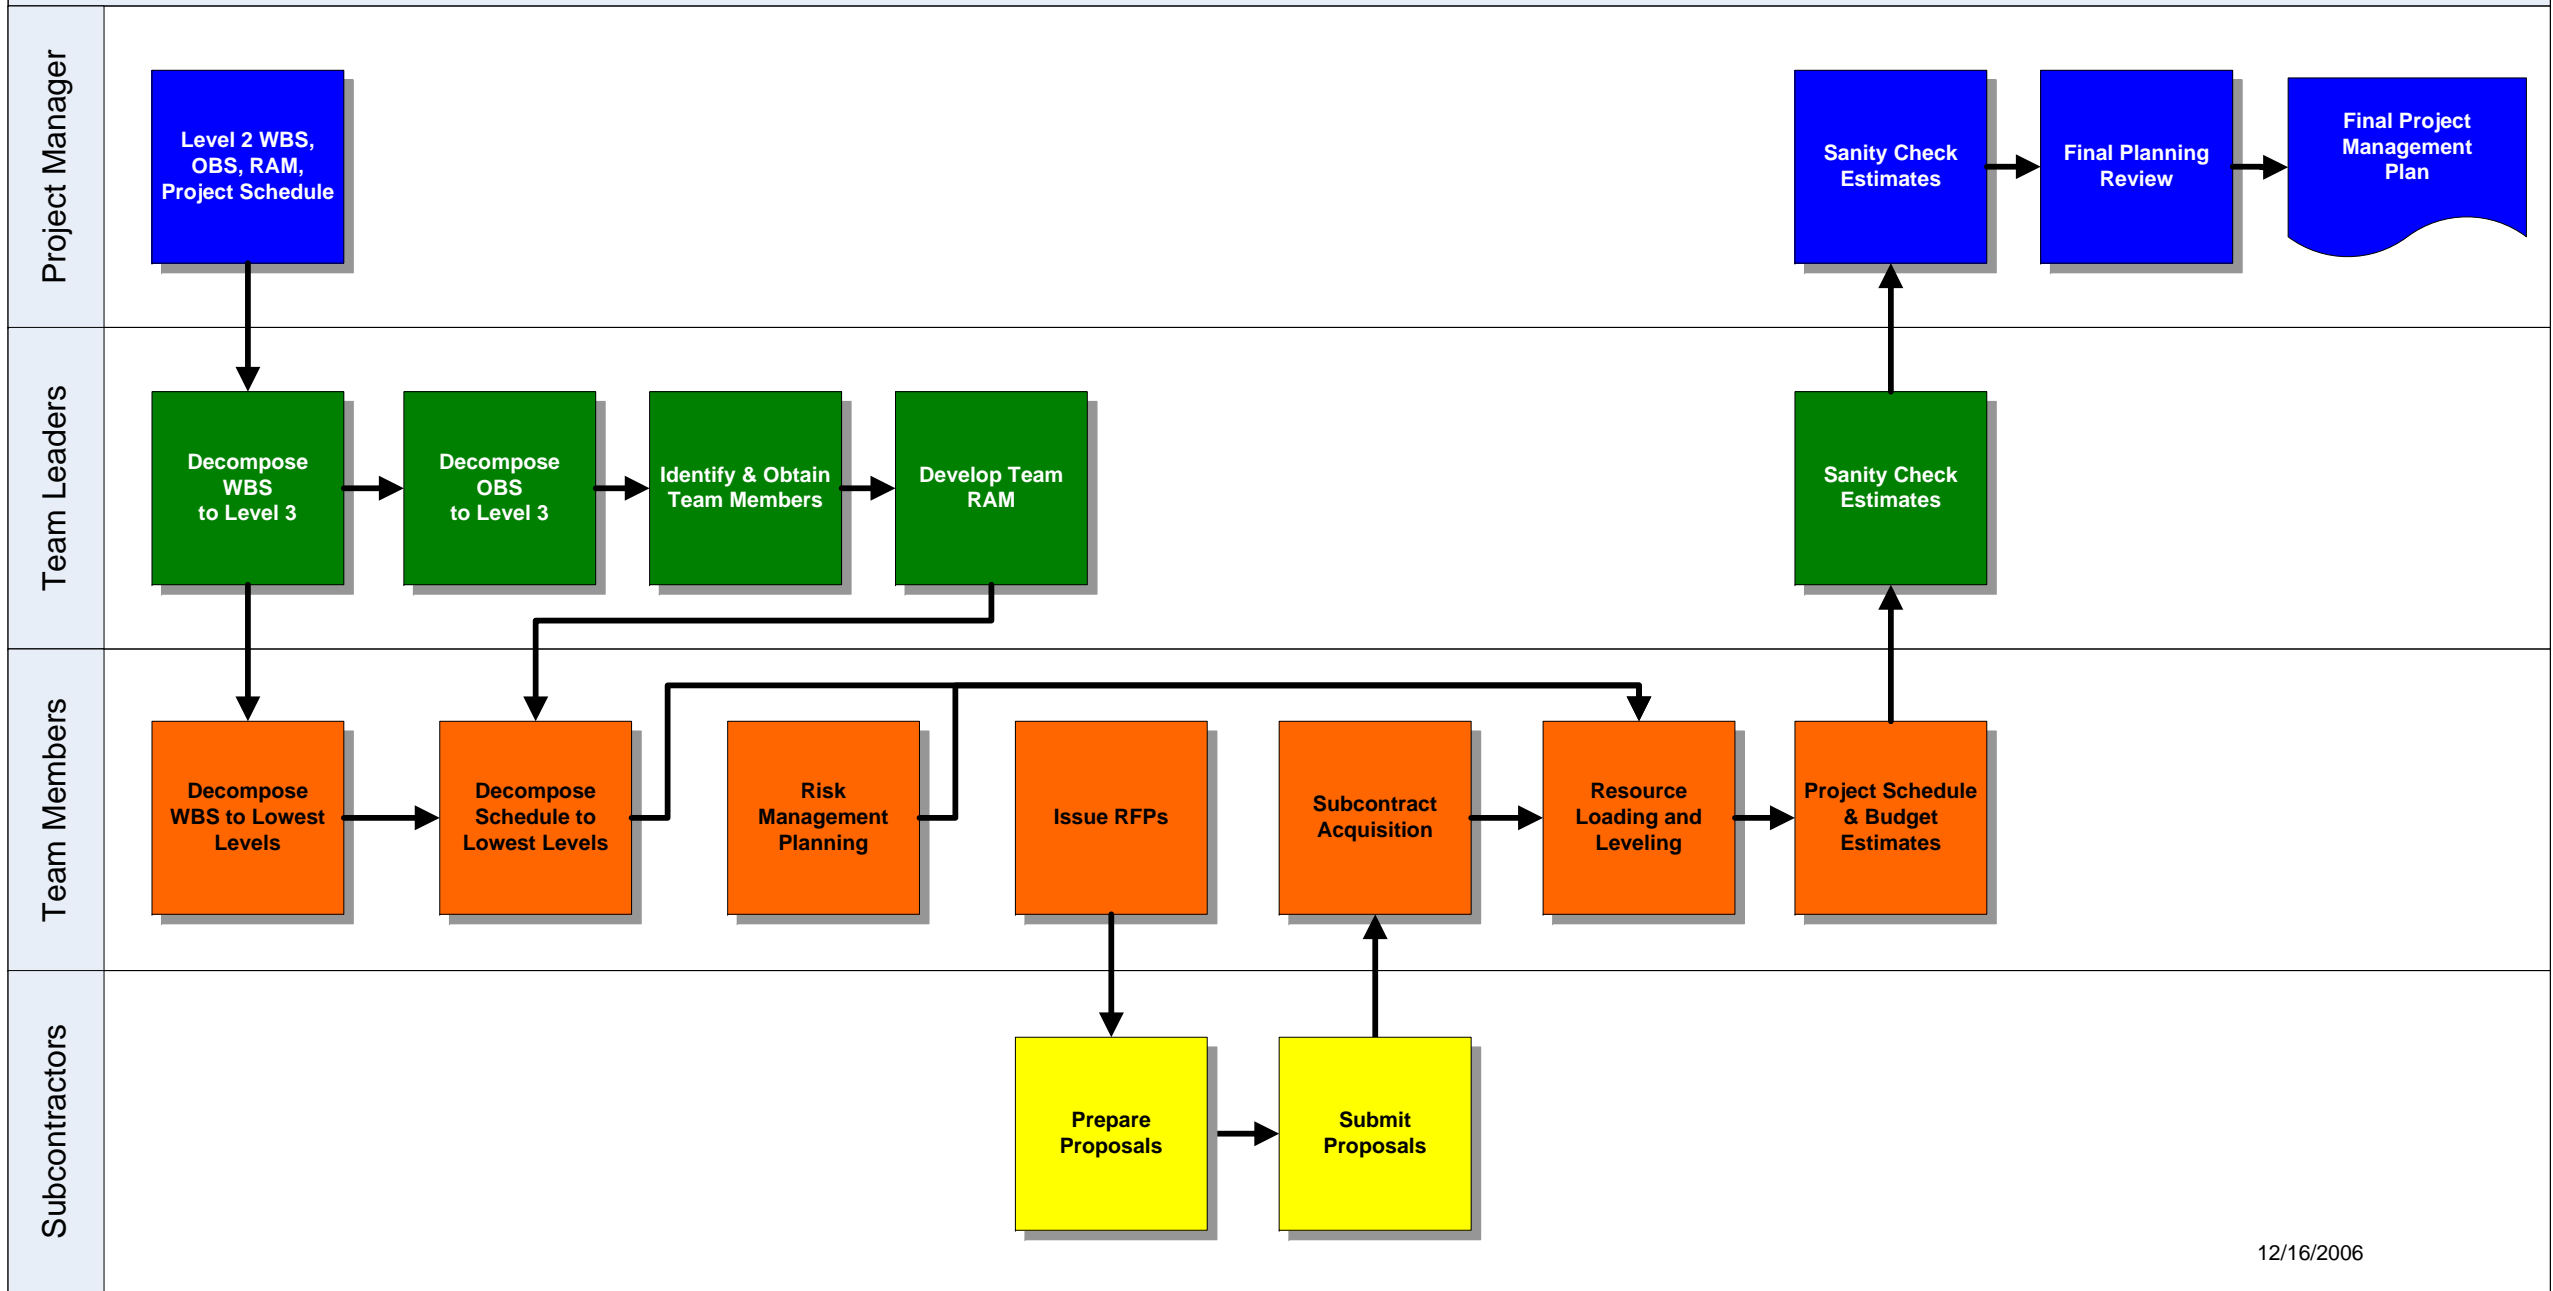 Project Manager
Level 2 WBS,
OBS, RAM,
Project Schedule
Sanity Check
Estimates
Final Planning
Review
Final Project
Management
Plan
Team Leaders
Decompose
WBS
to Level 3
Decompose
OBS
to Level 3
Identify & Obtain
Team Members
Develop Team
RAM
Sanity Check
Estimates
Team Members
Decompose
WBS to Lowest
Levels
Decompose
Schedule to
Lowest Levels
Risk
Management
Planning
Issue RFPs
Subcontract
Acquisition
Resource
Loading and
Leveling
Project Schedule
& Budget
Estimates
Subcontractors
Prepare
Proposals
Submit
Proposals
12/16/2006